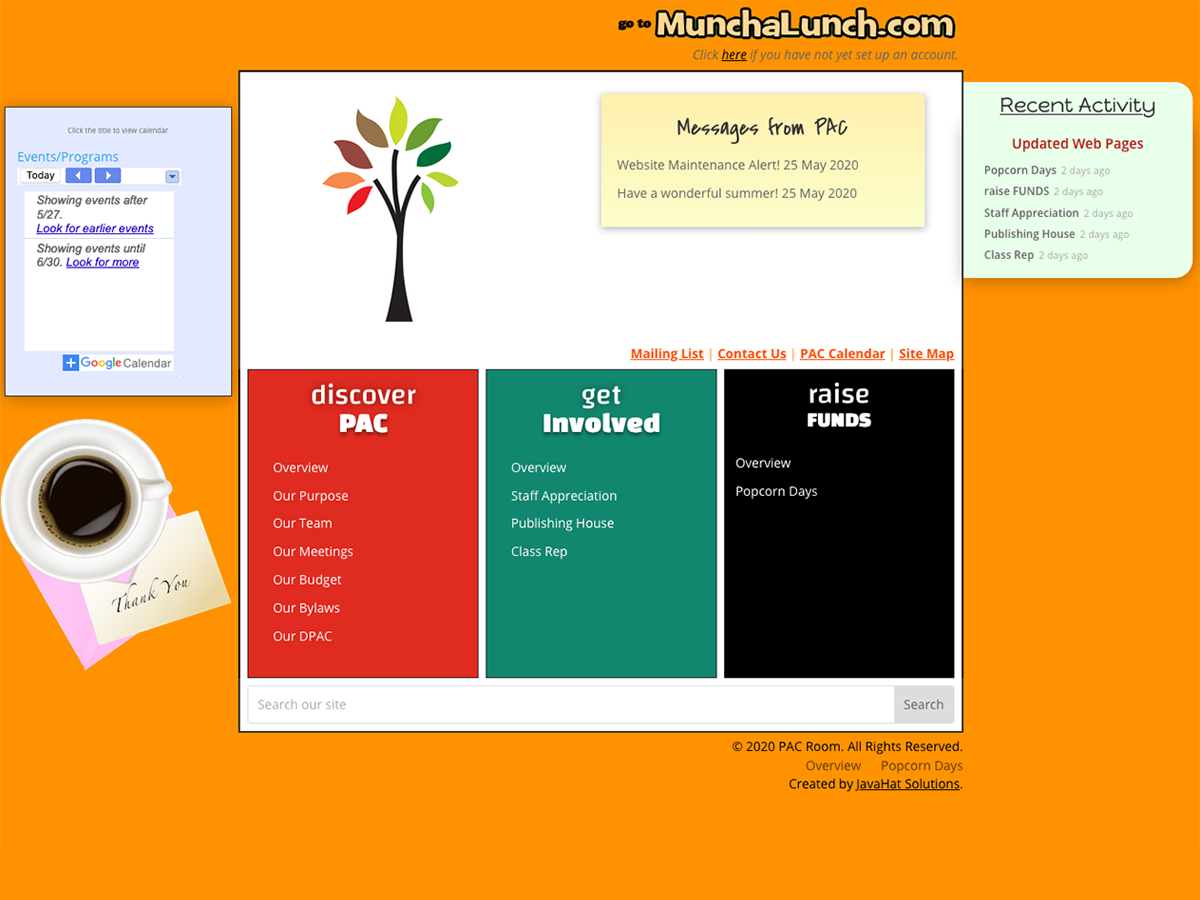 go to MunchaLunch.com
Click here if you have not yet set up an account.
Click the title to view calendar
Events/Programs
Today
Showing events after
5/27.
Look for earlier events
Showing events until
6/30. Look for more
+ Google Calendar
Thank You
Messages from PAC
Website Maintenance Alert! 25 May 2020
Have a wonderful summer! 25 May 2020
Recent Activity
Updated Web Pages
Popcorn Days 2 days ago
raise FUNDS 2 days ago
Staff Appreciation 2 days ago
Publishing House 2 days ago
Class Rep 2 days ago
Mailing List | Contact Us | PAC Calendar | Site Map
discover
PAC
Overview
Our Purpose
Our Team
Our Meetings
Our Budget
Our Bylaws
Our DPAC
get
Involved
Overview
Staff Appreciation
Publishing House
Class Rep
raise
FUNDS
Overview
Popcorn Days
Search our site
Search
© 2020 PAC Room. All Rights Reserved.
Overview Popcorn Days
Created by JavaHat Solutions.